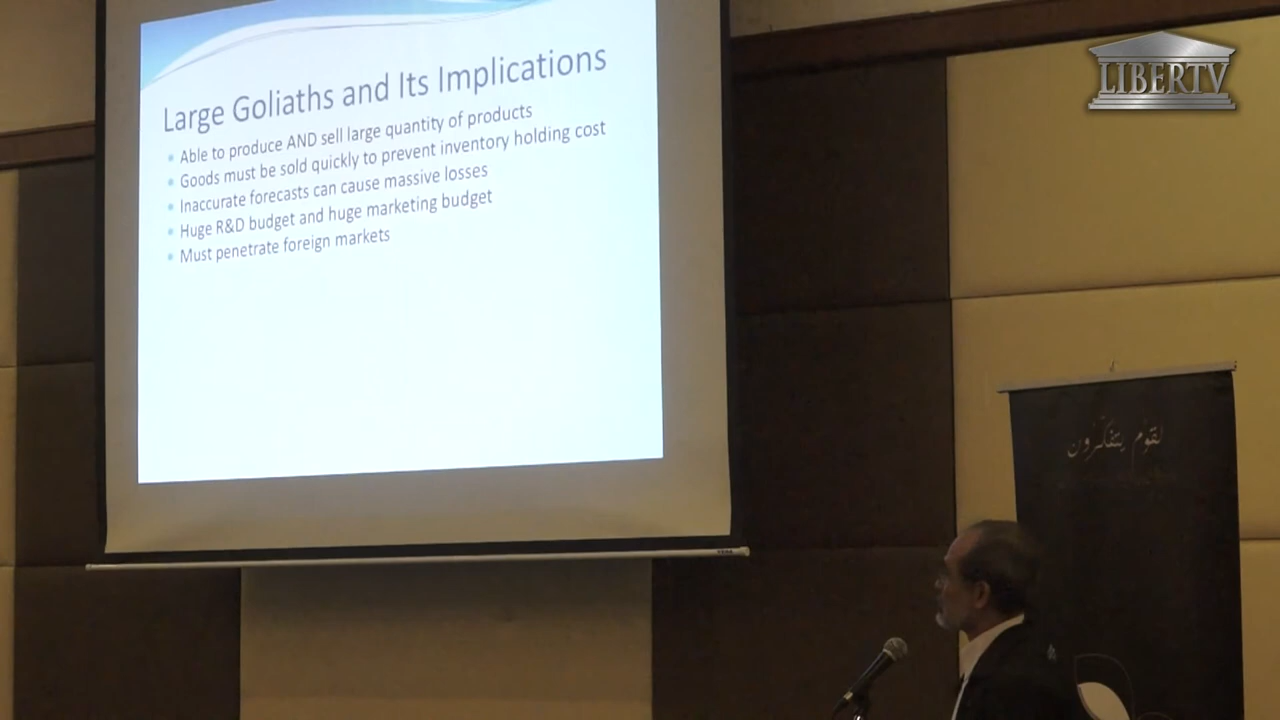 Large Goliaths and Its Implications
Able to produce AND sell large quantity of products
Goods must be sold quickly to prevent inventory holding cost
Inaccurate forecasts can cause massive losses
Huge R&D budget and huge marketing budget
Must penetrate foreign markets
LIBERTV
لقوم يتفكرون